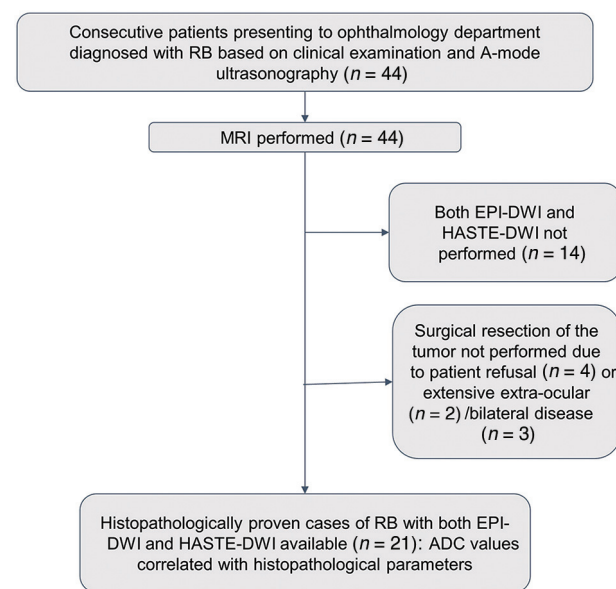 Consecutive patients presenting to ophthalmology department
diagnosed with RB based on clinical examination and A-mode
ultrasonography (n = 44)
MRI performed (n = 44)
Both EPI-DWI and
HASTE-DWI not
performed (n = 14)
Surgical resection of the
tumor not performed due
to patient refusal (n = 4) or
extensive extra-ocular
(n = 2) /bilateral disease
(n = 3)
Histopathologically proven cases of RB with both EPI-
DWI and HASTE-DWI available (n = 21): ADC values
correlated with histopathological parameters